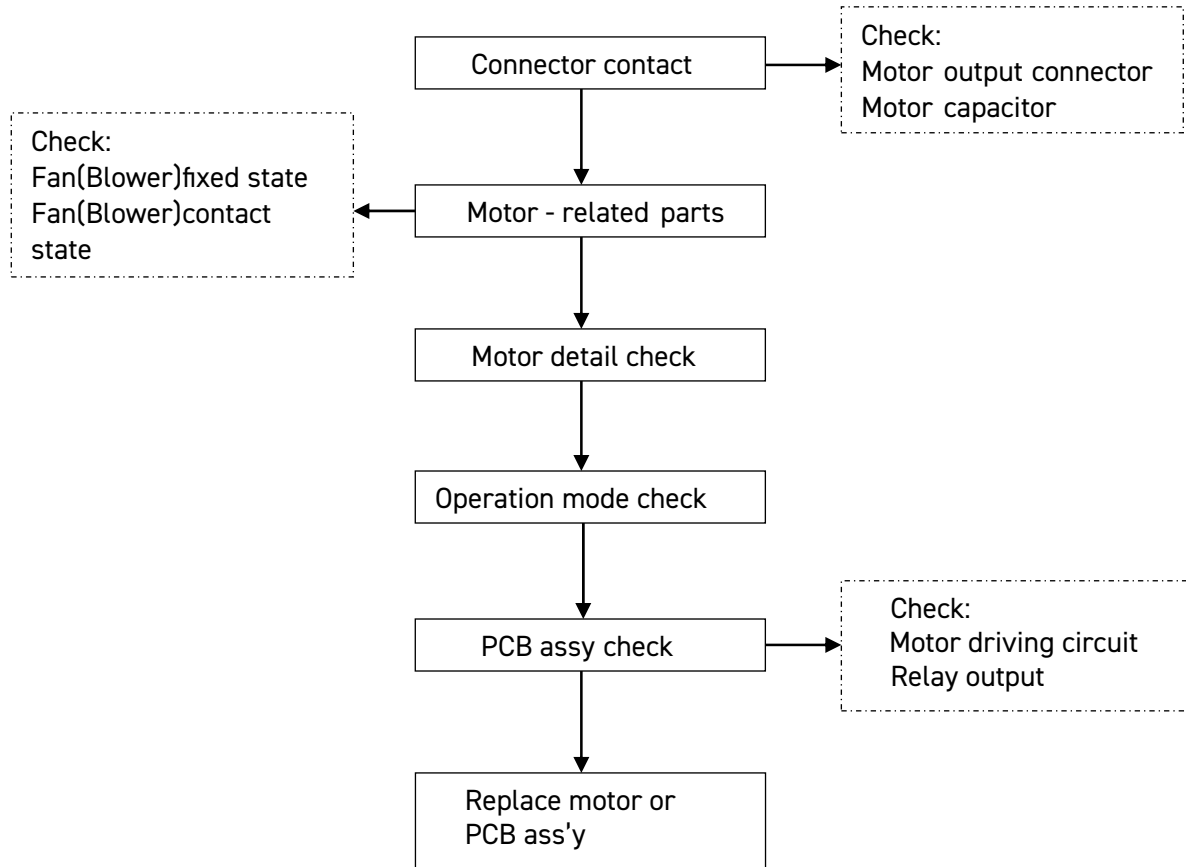 Connector contact
Check:
Motor output connector
Motor capacitor
Check:
Fan(Blower)fixed state
Fan(Blower)contact
state
Motor - related parts
Motor detail check
Operation mode check
PCB assy check
Check:
Motor driving circuit
Relay output
Replace motor or
PCB ass'y